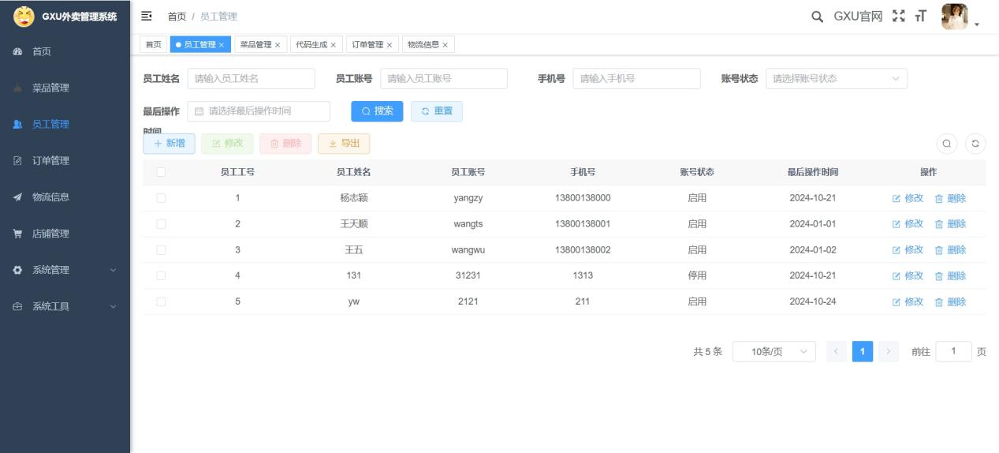 GXU外卖管理系统
首页
菜品管理
员工管理
订单管理
物流信息
店铺管理
系统管理
系统工具
首页 / 员工管理
GXU官网
首页 员工管理 × 菜品管理 × 代码生成 × 订单管理 × 物流信息 ×
员工姓名 请输入员工姓名 员工账号 请输入员工账号 手机号 请输入手机号 账号状态 请选择账号状态
最后操作时间 请选择最后操作时间 搜索 重置
新增 修改 删除 导出
员工工号 员工姓名 员工账号 手机号 账号状态 最后操作时间 操作
1 杨志颖 yangzy 13800138000 启用 2024-10-21 修改 删除
2 王天顺 wangts 13800138001 启用 2024-01-01 修改 删除
3 王五 wangwu 13800138002 启用 2024-01-02 修改 删除
4 131 31231 1313 停用 2024-10-21 修改 删除
5 yw 2121 211 启用 2024-10-24 修改 删除
共 5 条 10条/页 1 前往 1 页